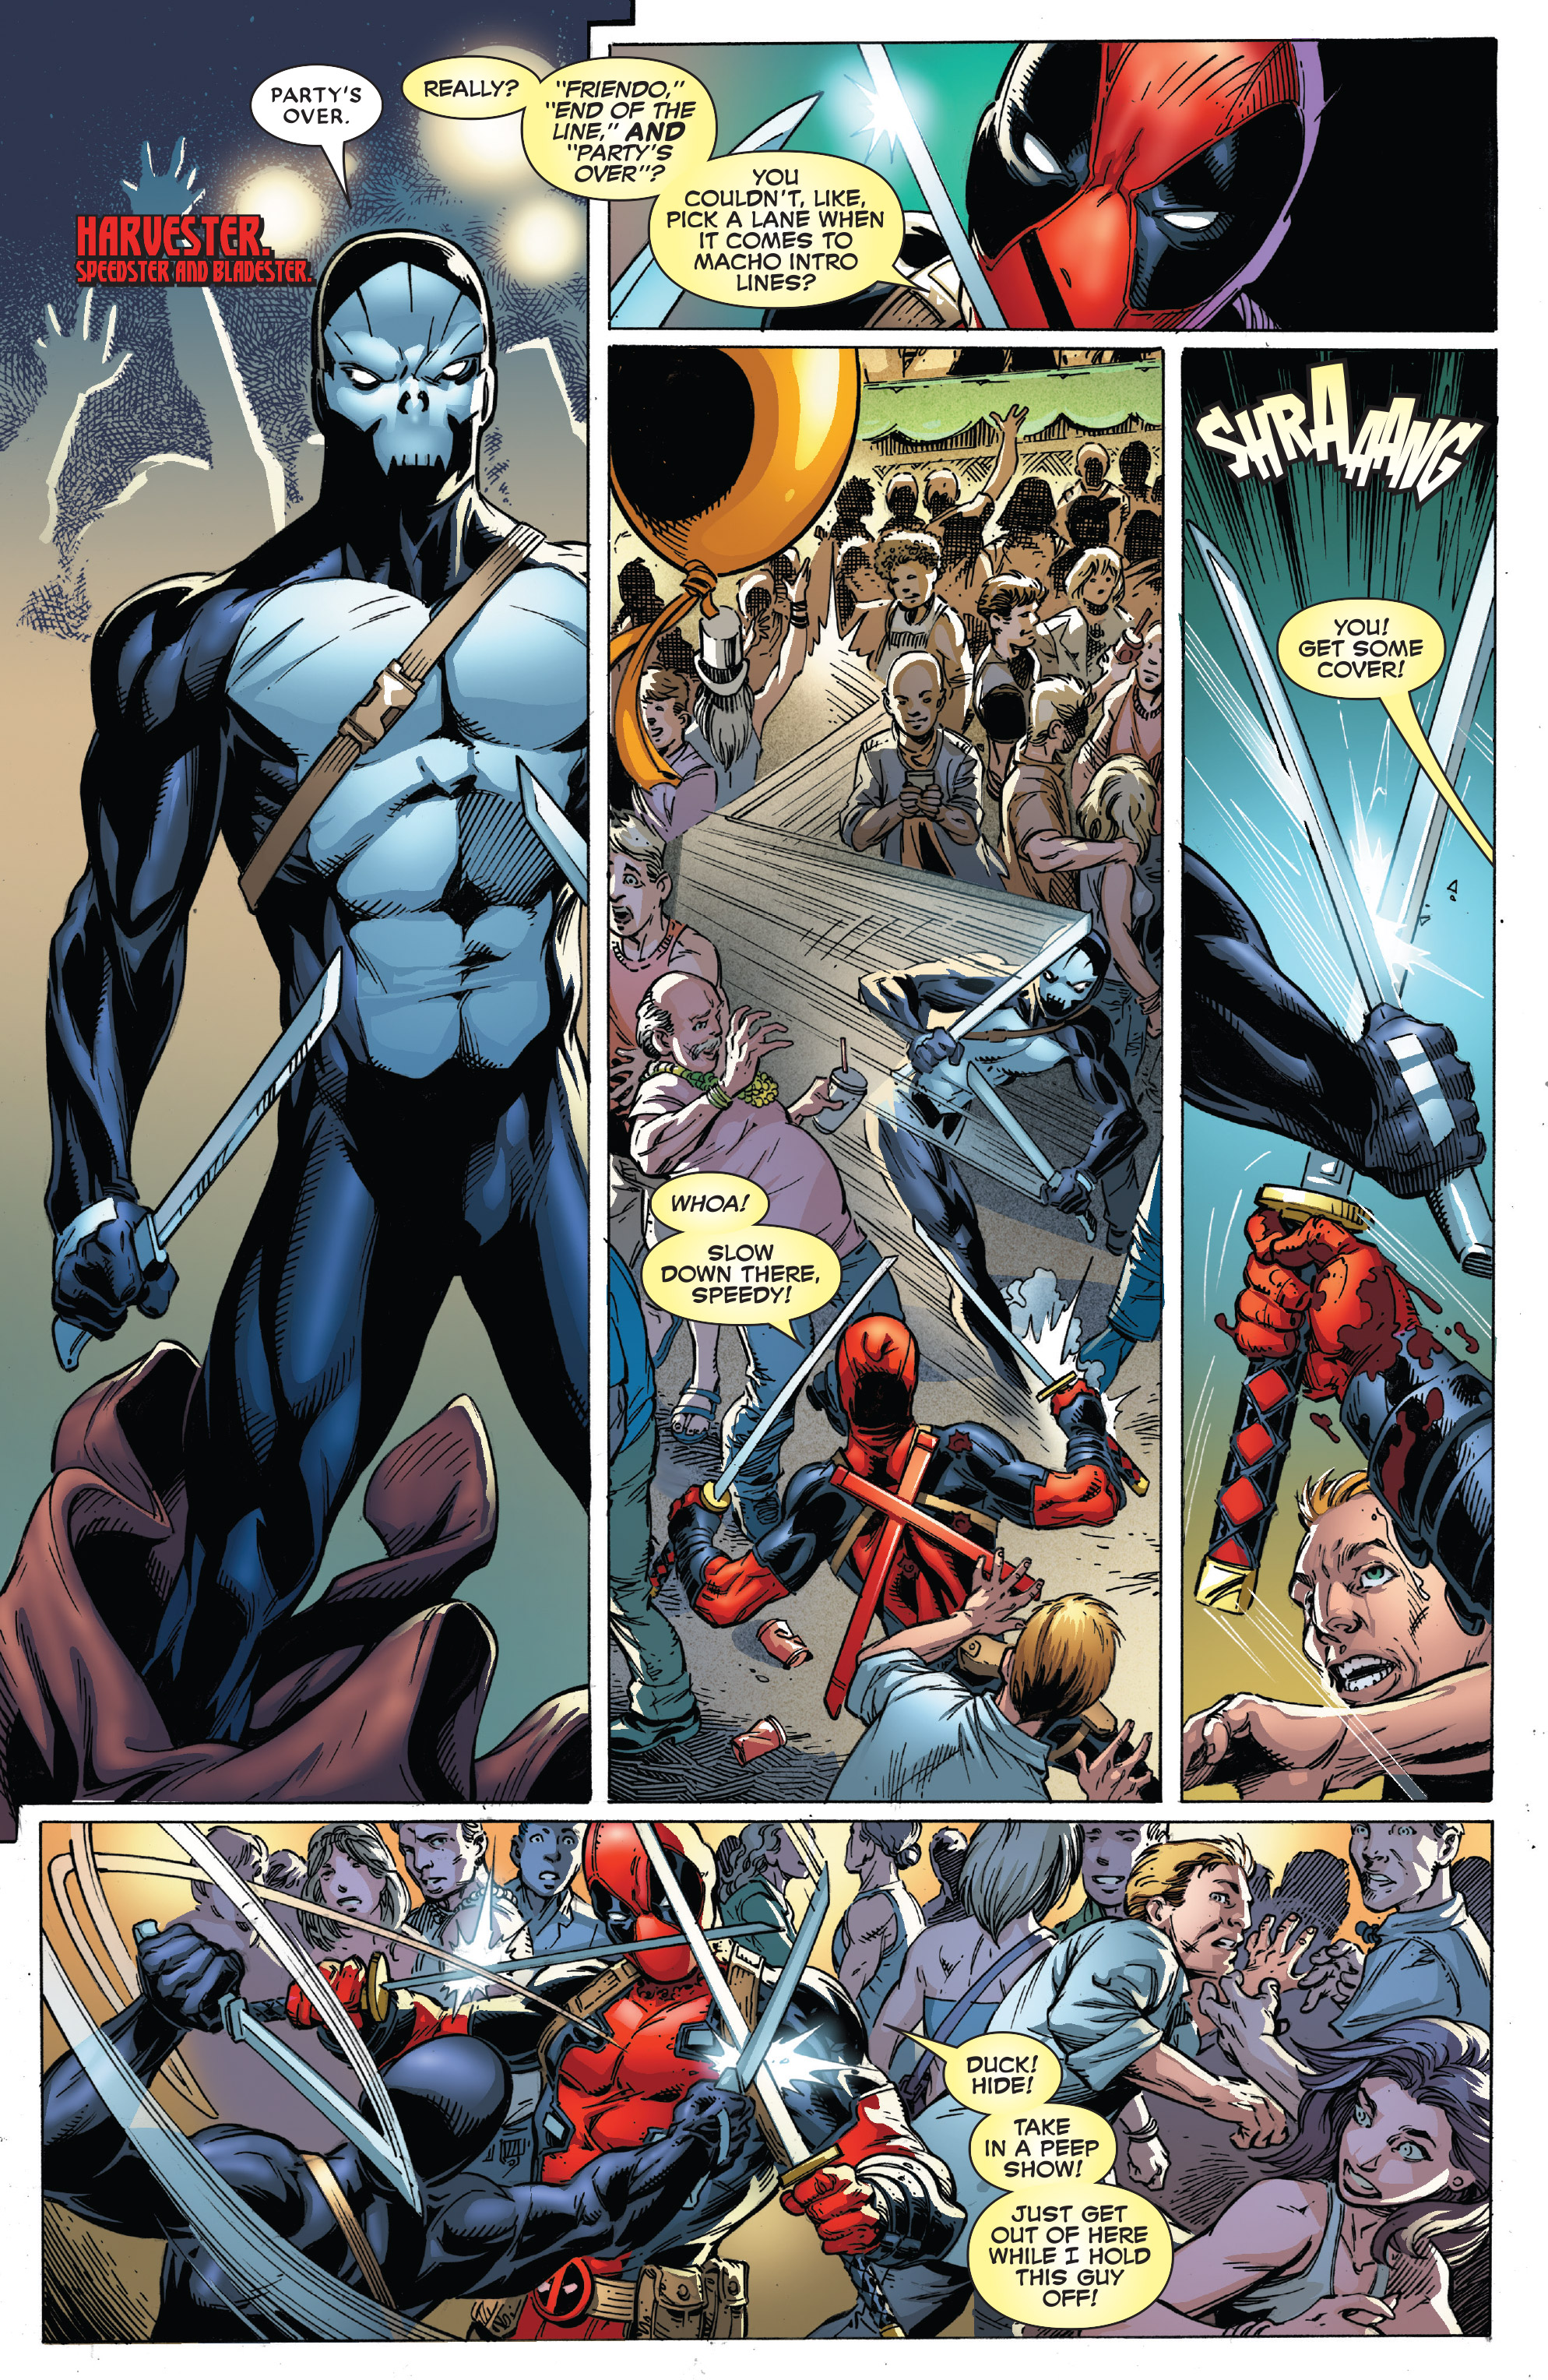 PARTY'S
OVER.
HARVESTER.
SPEEDSTER AND BLADESTER.
REALLY?
"FRIENDO,"
"END OF THE
LINE," AND
"PARTY'S
OVER"?
YOU
COULDN'T, LIKE,
PICK A LANE WHEN
IT COMES TO
MACHO INTRO
LINES?
WHOA!
SLOW
DOWN THERE,
SPEEDY!
SHRAAAANG
YOU!
GET SOME
COVER!
DUCK!
HIDE!
TAKE
IN A PEEP
SHOW!
JUST GET
OUT OF HERE
WHILE I HOLD
THIS GUY
OFF!